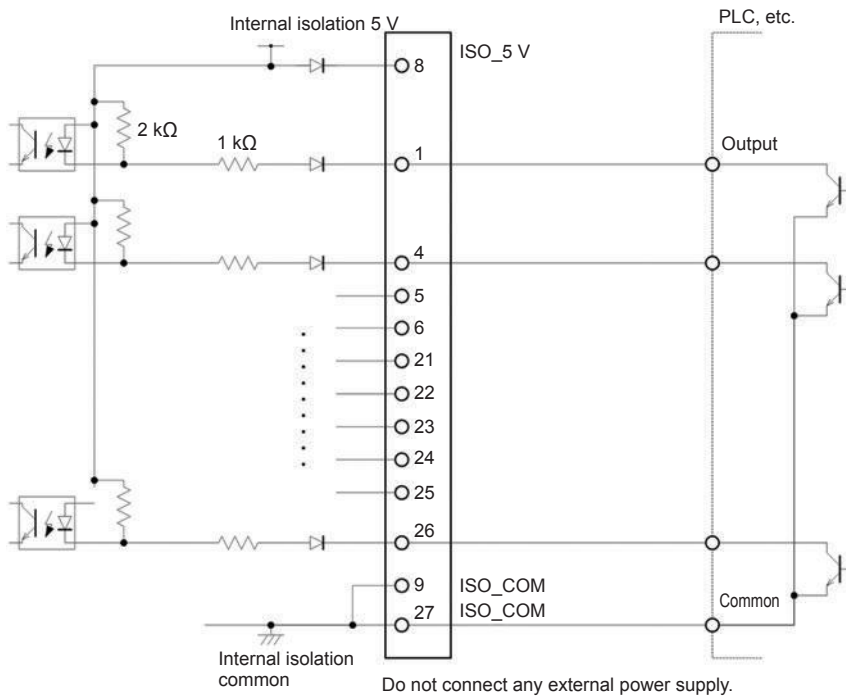 Internal isolation 5 V
PLC, etc.
ISO_5 V
8
2 kΩ
1 kΩ
1
Output
4
5
6
21
22
23
24
25
26
9
ISO_COM
27
ISO_COM
Common
Internal isolation
common
Do not connect any external power supply.